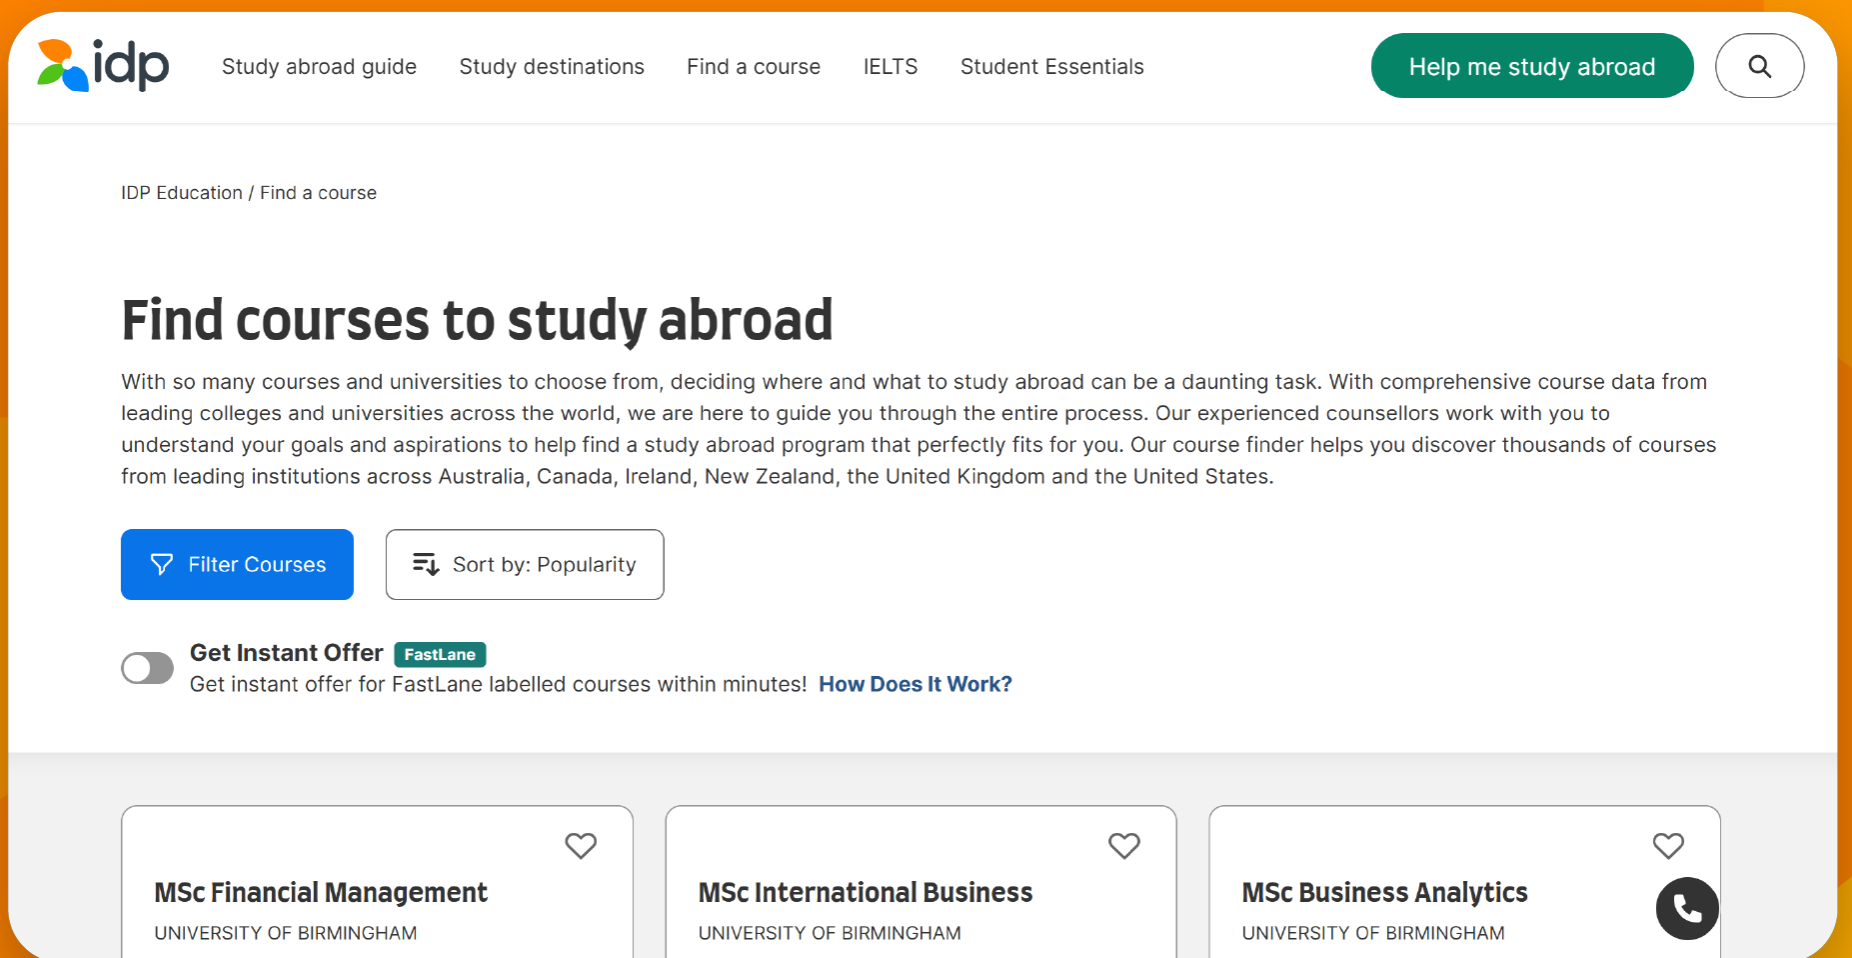 idp
Study abroad guide
Study destinations
Find a course
IELTS
Student Essentials
Help me study abroad
IDP Education / Find a course
Find courses to study abroad
With so many courses and universities to choose from, deciding where and what to study abroad can be a daunting task. With comprehensive course data from
leading colleges and universities across the world, we are here to guide you through the entire process. Our experienced counsellors work with you to
understand your goals and aspirations to help find a study abroad program that perfectly fits for you. Our course finder helps you discover thousands of courses
from leading institutions across Australia, Canada, Ireland, New Zealand, the United Kingdom and the United States.
Filter Courses
Sort by: Popularity
Get Instant Offer FastLane
Get instant offer for FastLane labelled courses within minutes! How Does It Work?
MSc Financial Management
UNIVERSITY OF BIRMINGHAM
MSc International Business
UNIVERSITY OF BIRMINGHAM
MSc Business Analytics
UNIVERSITY OF BIRMINGHAM